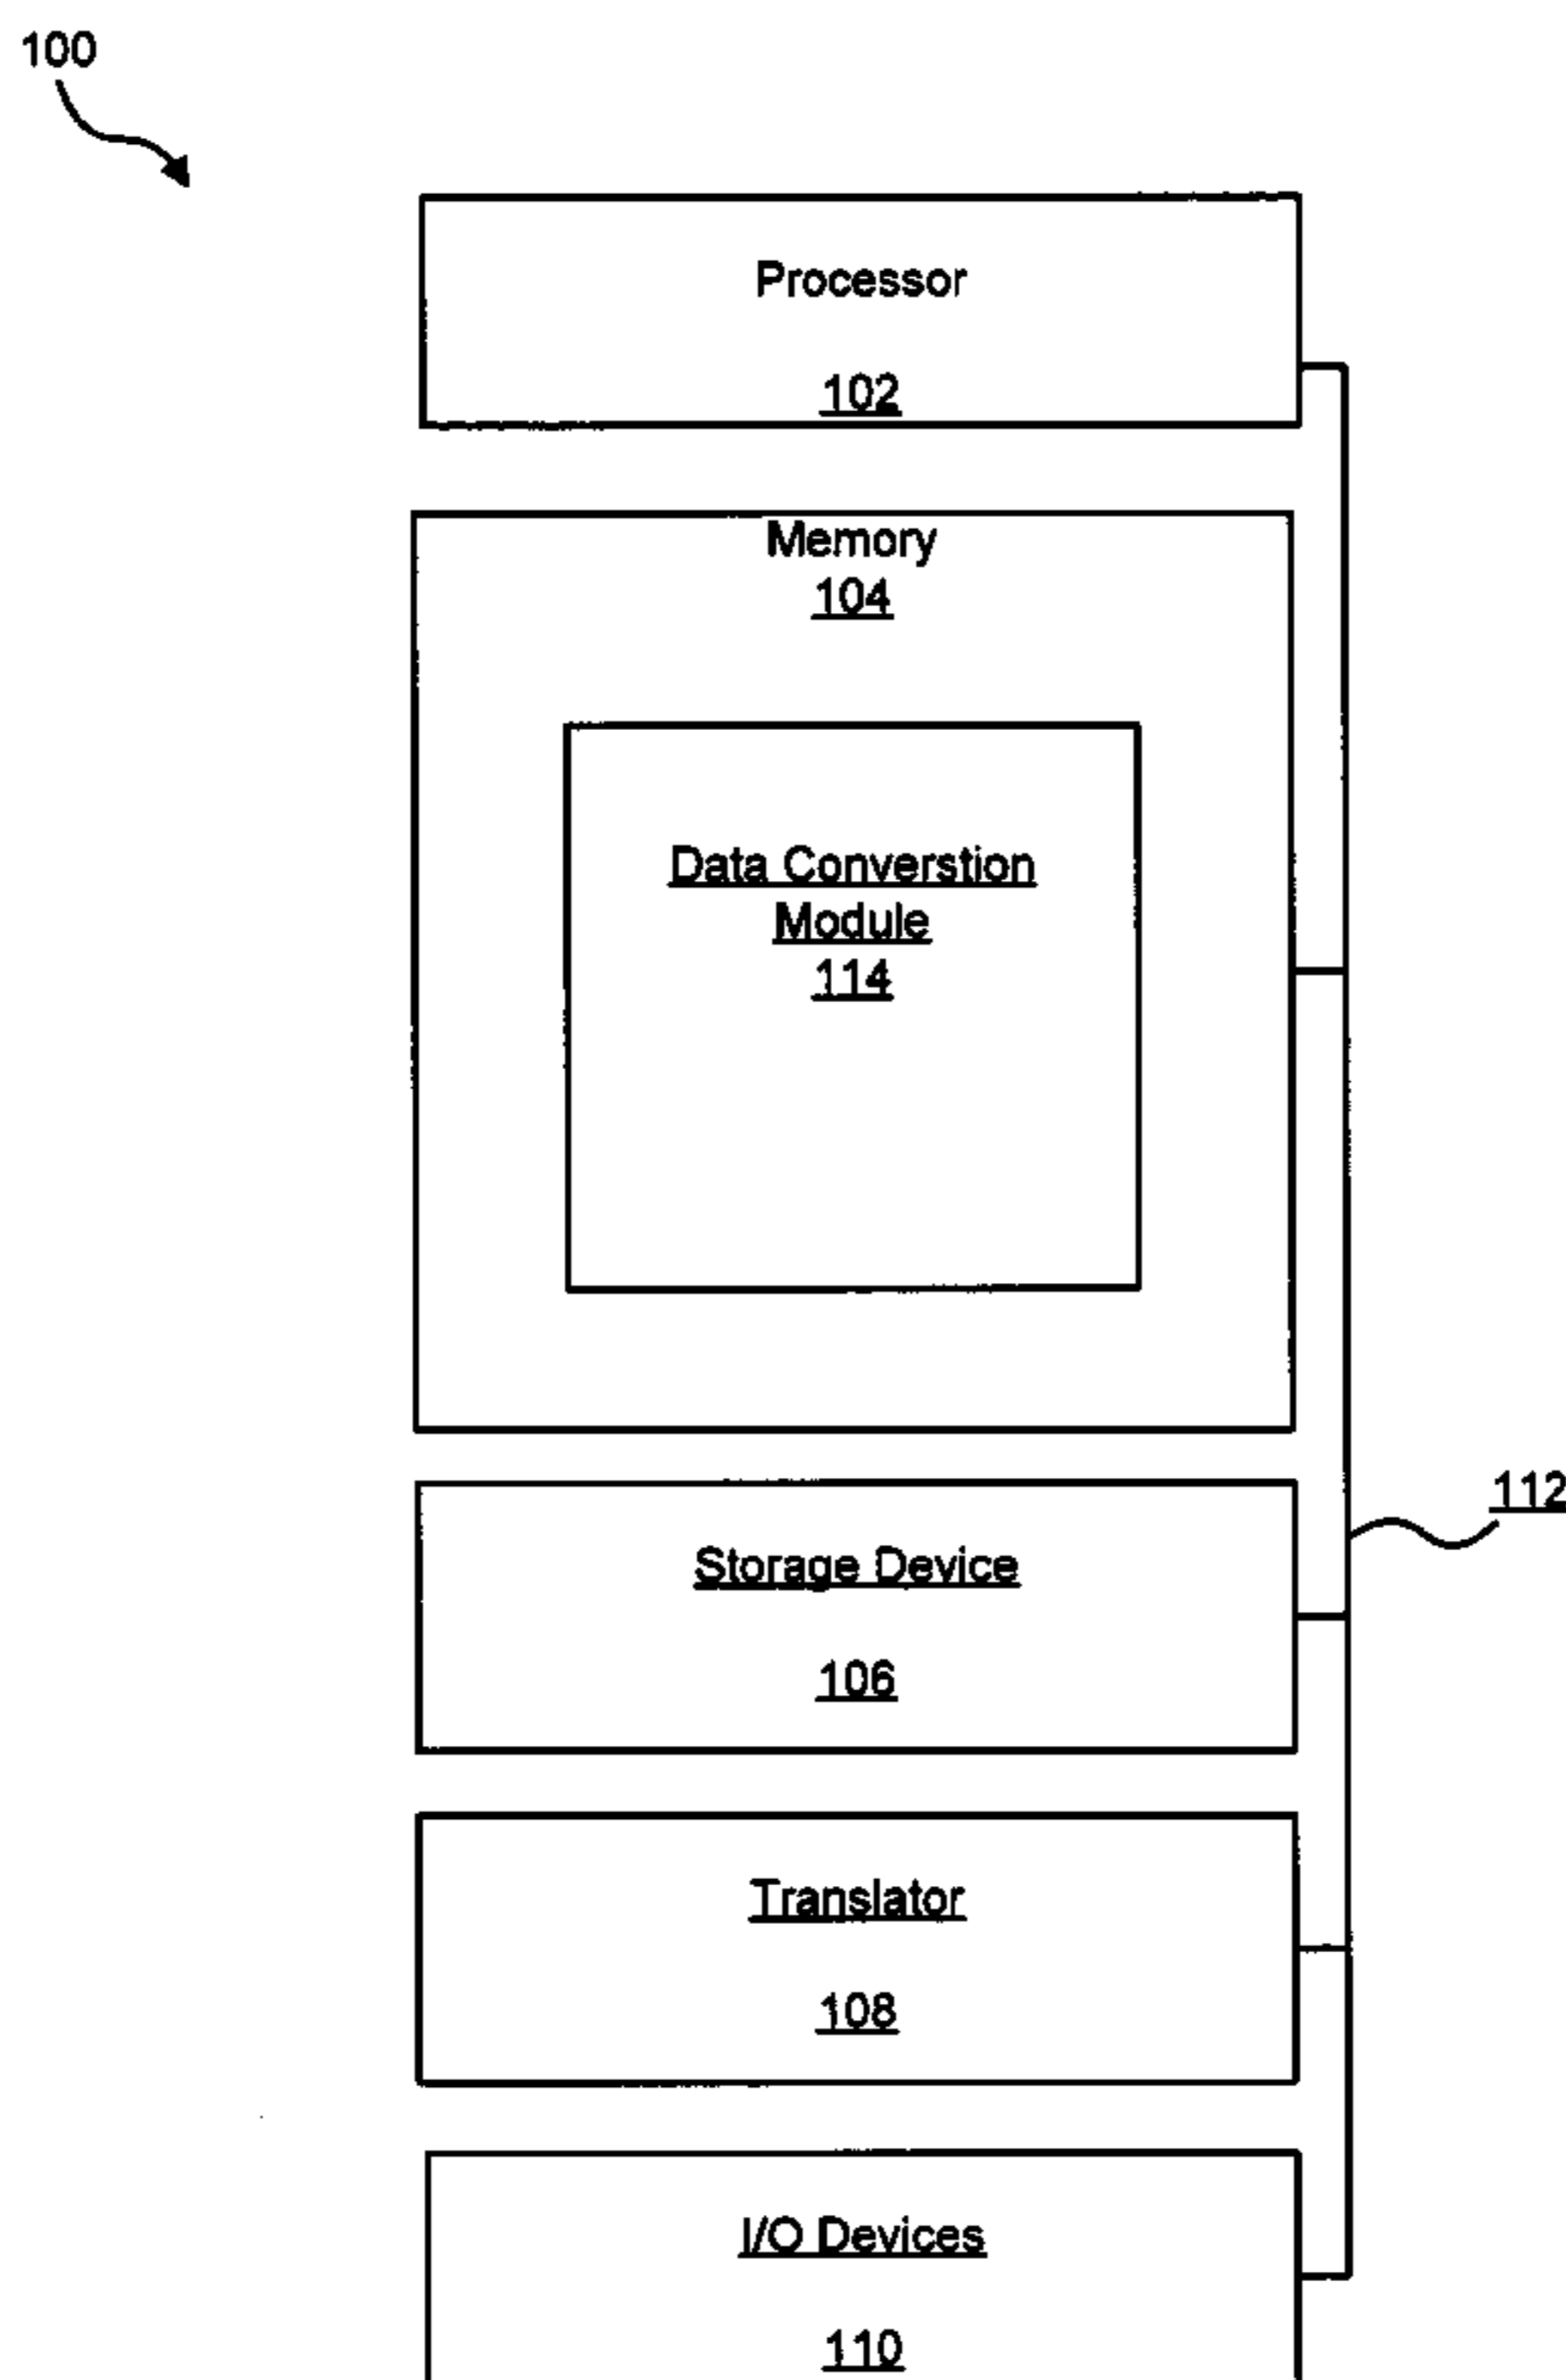 100
Processor
102
Memory
104
Data Converstion
Module
114
112
Storage Device
106
Translator
108
I/O Devices
110